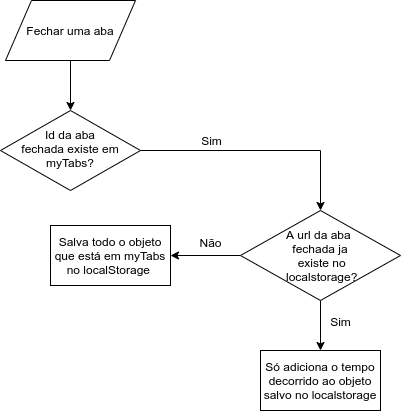 Fechar uma aba
Id da aba
fechada existe em
myTabs?
Sim
A url da aba
fechada ja
existe no
localstorage?
Não
Salva todo o objeto
que está em myTabs
no localStorage
Sim
Só adiciona o tempo
decorrido ao objeto
salvo no localstorage